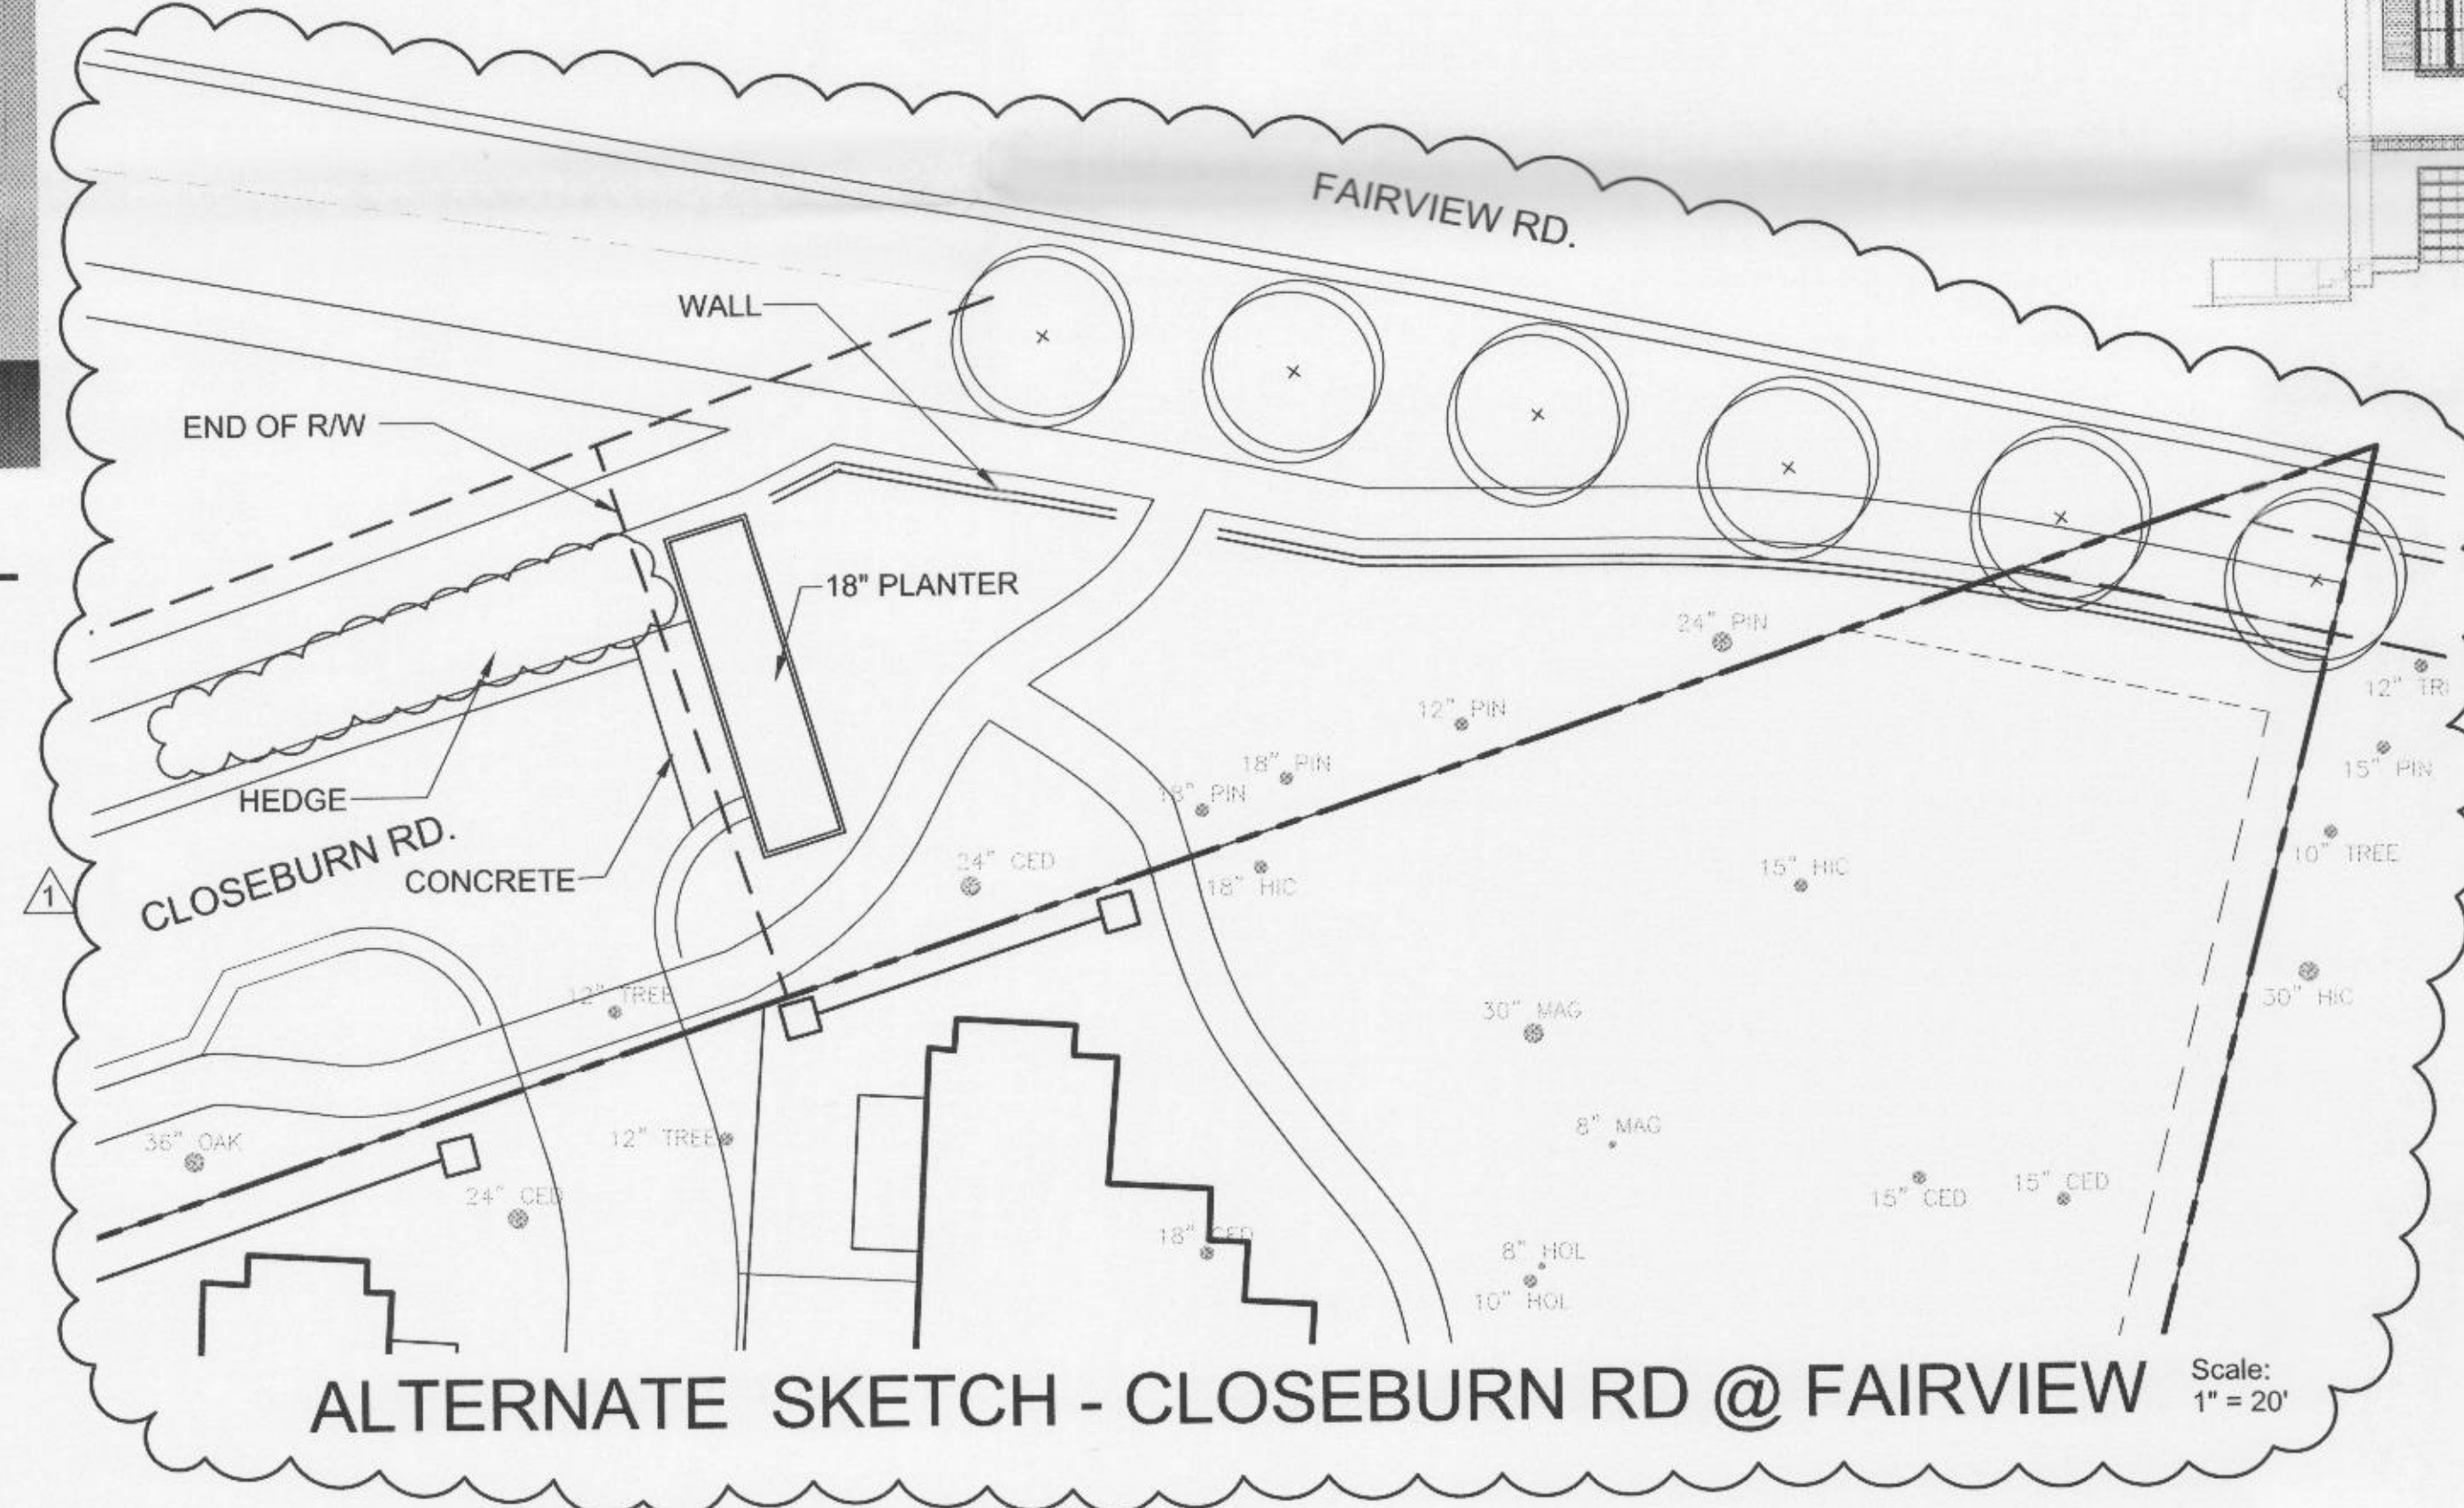 FAIRVIEW RD.
WALL
END OF R/W
18" PLANTER
24" PIN
12" PIN
18" PIN
18" PIN
15" PIN
HEDGE
CLOSEBURN RD.
CONCRETE
1
24" CED
18" HIC
15" HIC
10" TREE
12" TREE
30" MAG
30" HIC
36" OAK
12" TREE
8" MAG
24" CED
15" CED
15" CED
18" CED
8" HOL
10" HOL
ALTERNATE SKETCH - CLOSEBURN RD @ FAIRVIEW
Scale:
1" = 20'